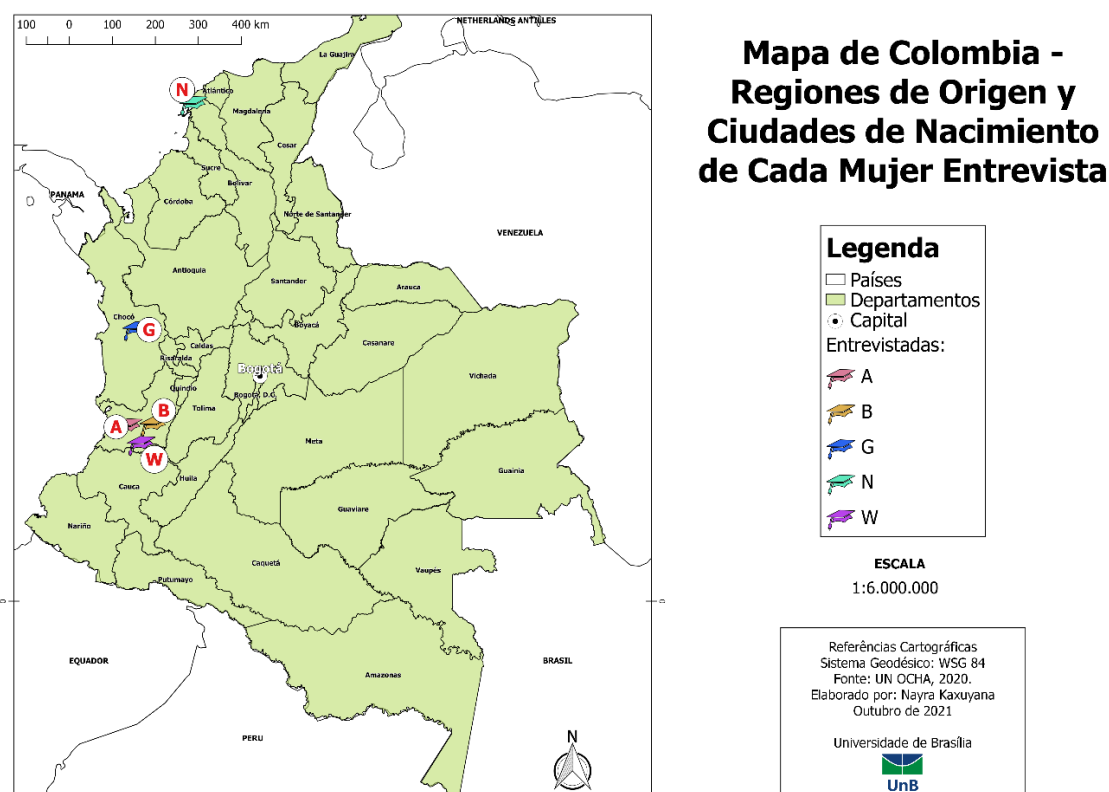 Mapa de Colombia -
Regiones de Origen y
Ciudades de Nacimiento
de Cada Mujer Entrevista
100 0 100 200 300 400 km
NETHERLANDS ANTILLES
La Guajira
N
Atlántico
Magdalena
Cesar
Sucre
Bolívar
PANAMA
Córdoba
Norte de Santander
VENEZUELA
Antioquia
Santander
Arauca
Chocó
G
Boyacá
Caldas
Casanare
Risaralda
Bogotá
Vichada
Quindío
Bogotá, D.C.
Tolima
B
A
Meta
W
Guainía
Cauca
Huila
Guaviare
Nariño
Caquetá
Vaupés
Putumayo
0
0
EQUADOR
BRASIL
Amazonas
PERU
N
Legenda
Países
Departamentos
Capital
Entrevistadas:
A
B
G
N
W
ESCALA
1:6.000.000
Referências Cartográficas
Sistema Geodésico: WSG 84
Fonte: UN OCHA, 2020.
Elaborado por: Nayra Kaxuyana
Outubro de 2021
Universidade de Brasília
UnB